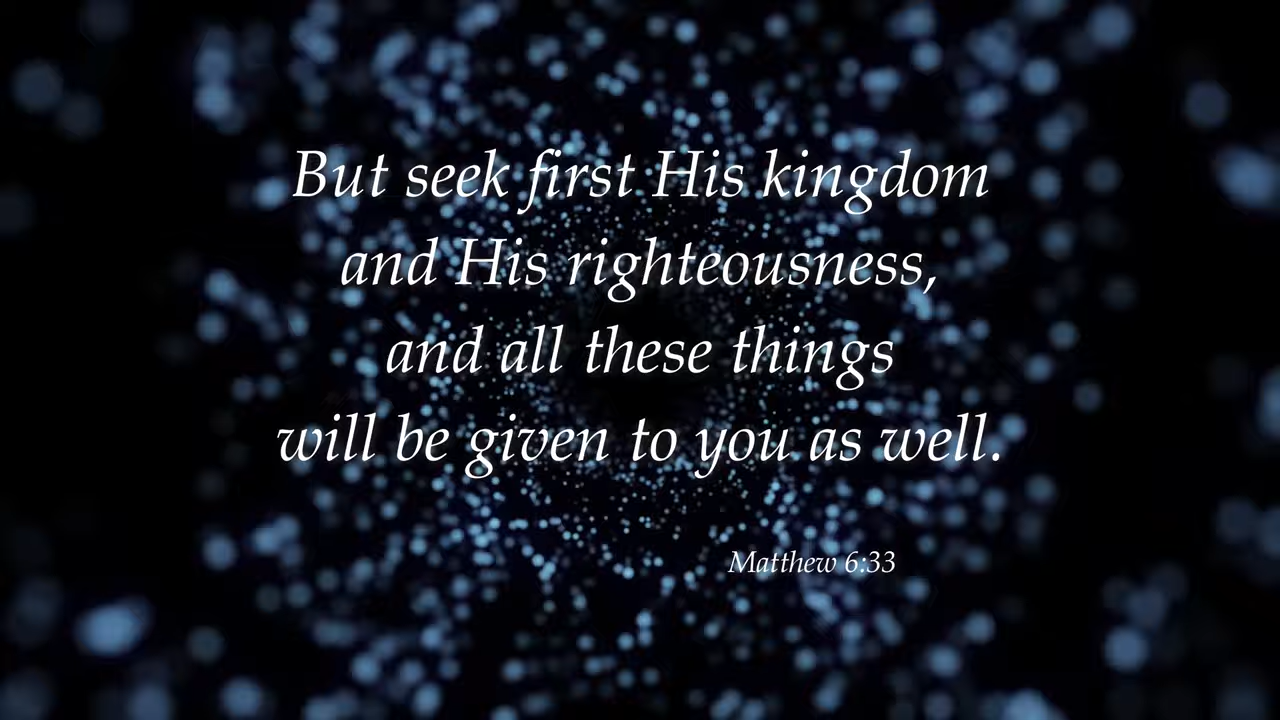 But seek first His kingdom
and His righteousness,
and all these things
will be given to you as well.
Matthew 6:33